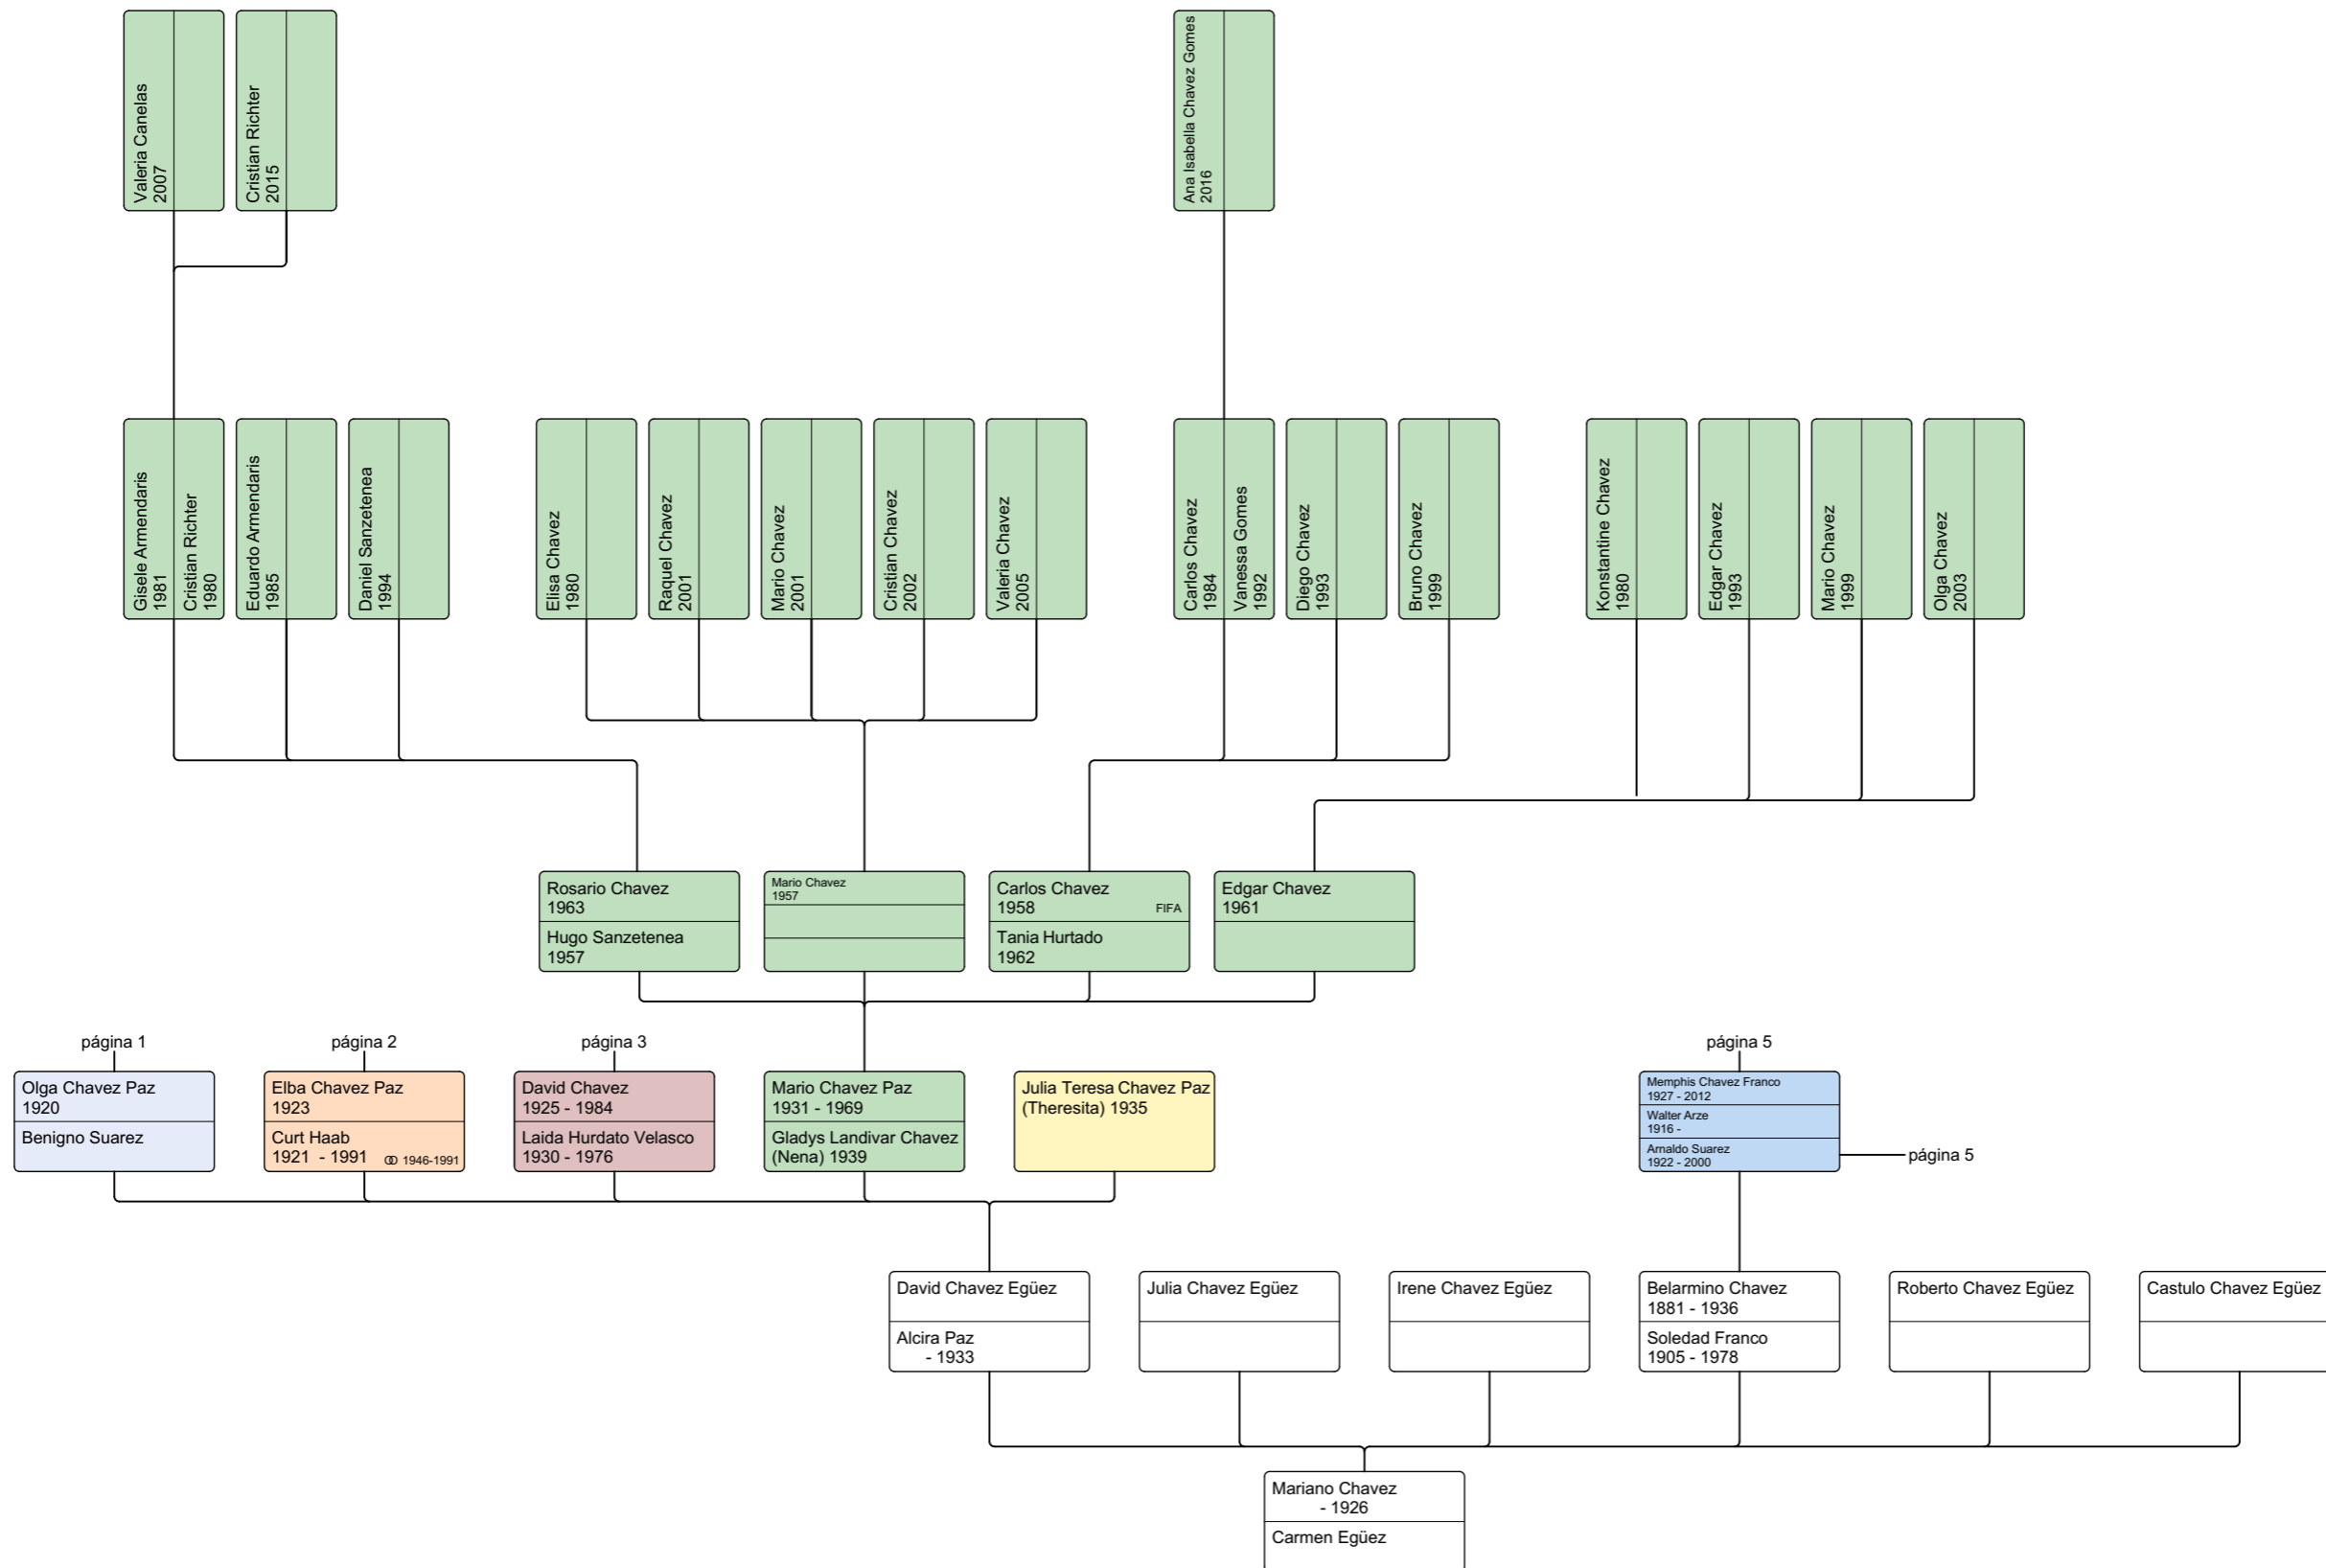 Valeria Canelas
2007
Cristian Richter
2015
Ana Isabella Chavez Gomes
2016
Gisele Armendaris
1981
Cristian Richter
1980
Eduardo Armendaris
1985
Daniel Sanzetenea
1994
Elisa Chavez
1980
Raquel Chavez
2001
Mario Chavez
2001
Cristian Chavez
2002
Valeria Chavez
2005
Carlos Chavez
1984
Vanessa Gomes
1992
Diego Chavez
1993
Bruno Chavez
1999
Konstantine Chavez
1980
Edgar Chavez
1993
Mario Chavez
1999
Olga Chavez
2003
Rosario Chavez
1963
Hugo Sanzetenea
1957
Mario Chavez
1957
Carlos Chavez
1958 FIFA
Tania Hurtado
1962
Edgar Chavez
1961
página 1
Olga Chavez Paz
1920
Benigno Suarez
página 2
Elba Chavez Paz
1923
Curt Haab
1921 - 1991 ⚭ 1946-1991
página 3
David Chavez
1925 - 1984
Laida Hurdato Velasco
1930 - 1976
Mario Chavez Paz
1931 - 1969
Gladys Landivar Chavez
(Nena) 1939
Julia Teresa Chavez Paz
(Theresita) 1935
página 5
Memphis Chavez Franco
1927 - 2012
Walter Arze
1916 -
Arnaldo Suarez
1922 - 2000
página 5
David Chavez Egüez
Alcira Paz
- 1933
Julia Chavez Egüez
Irene Chavez Egüez
Belarmino Chavez
1881 - 1936
Soledad Franco
1905 - 1978
Roberto Chavez Egüez
Castulo Chavez Egüez
Mariano Chavez
- 1926
Carmen Egüez